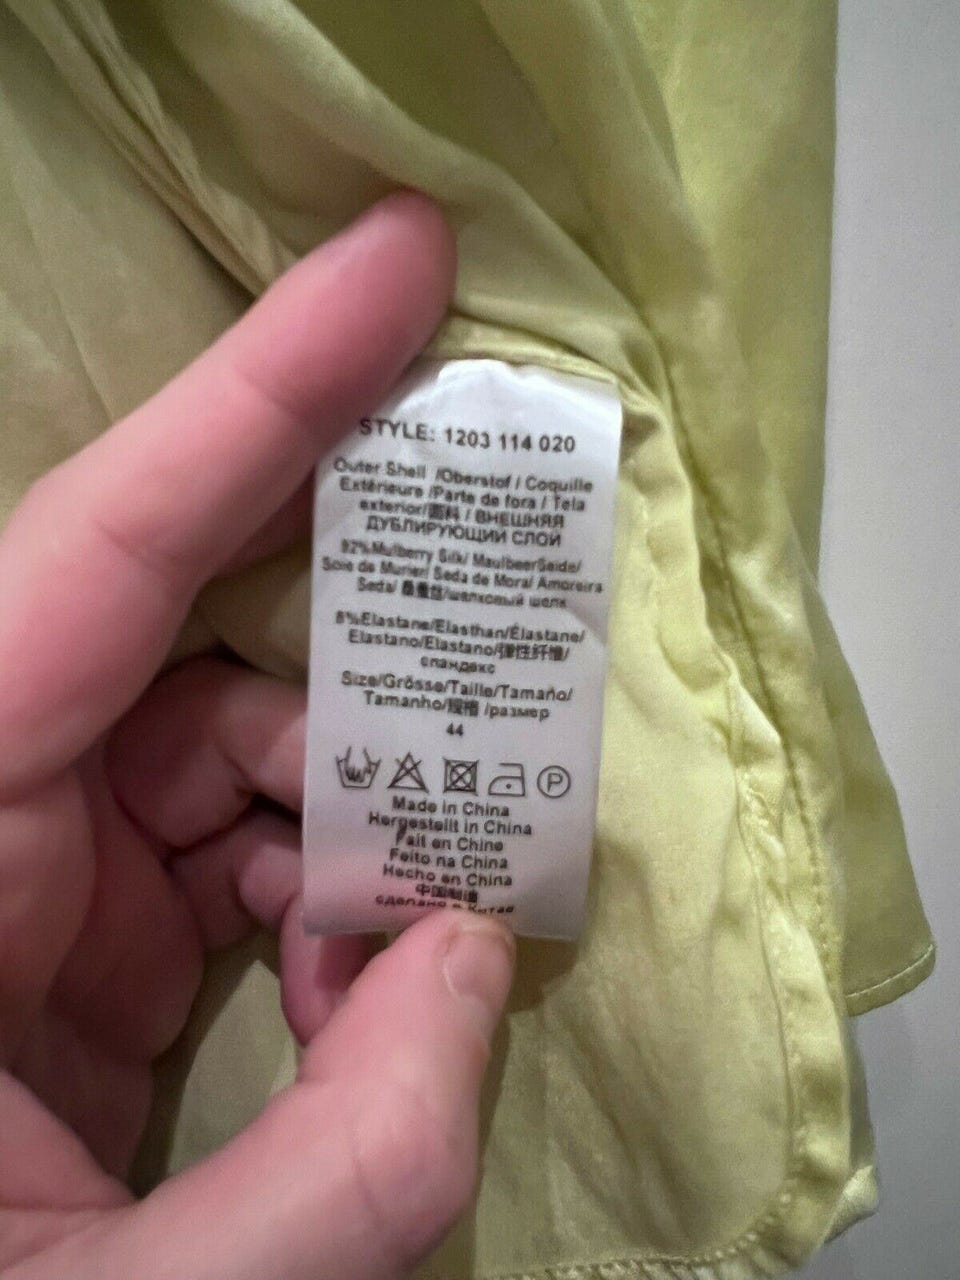 STYLE: 1203 114 020
Outer Shell /Oberstof / Coquille
Extérieure /Parte de fora / Tela
exterior/面料 / ВНЕШНЯЯ
ДУБЛИРУЮЩИЙ СЛОЙ
92%Mulberry Silk/ MaulbeerSeide/
Soie de Murier/ Seda de Mora/ Amoreira
Seda/ 桑蚕丝/шелковый шелк
8%Elastane/Elasthan/Élastane/
Elastano/Elastano/弹性纤维/
спандекс
Size/Grösse/Taille/Tamaño/
Tamanho/规格 /размер
44
P
Made in China
Hergestellt in China
Fait en Chine
Feito na China
Hecho en China
中国制造
сделано в Китае